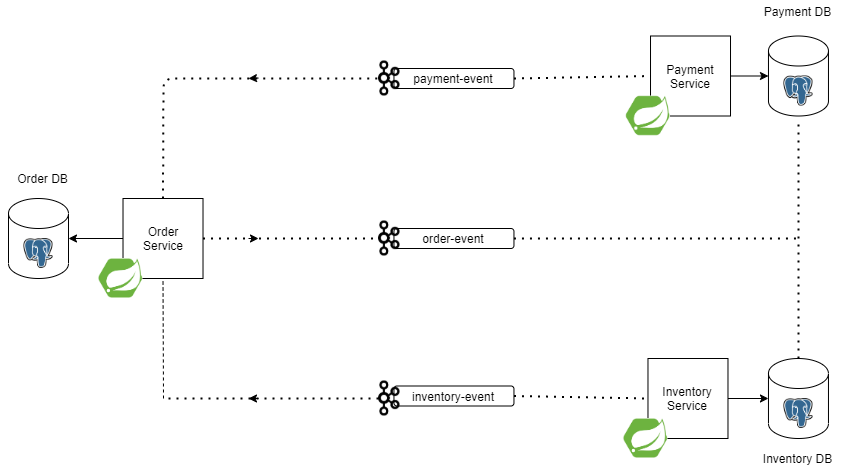 Payment DB
payment-event
Payment
Service
Order DB
Order
Service
order-event
Inventory
Service
inventory-event
Inventory DB